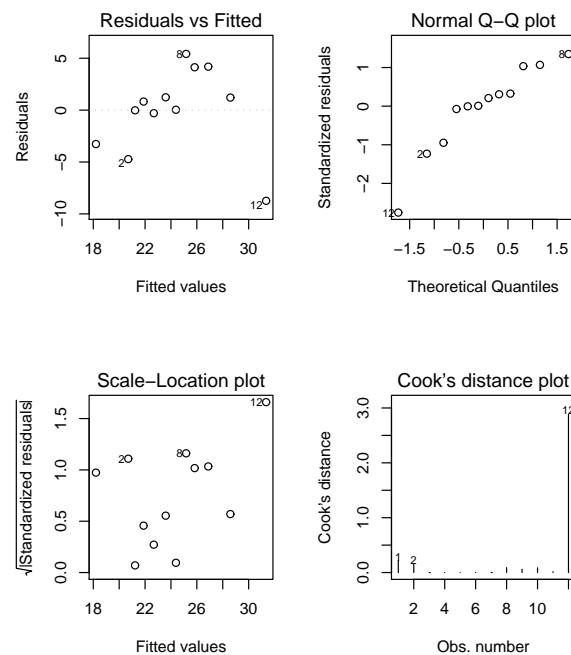 Residuals vs Fitted
Residuals
5
0
−5
−10
8
2
12
18 22 26 30
Fitted values
Normal Q−Q plot
Standardized residuals
1
0
−1
−2
8
2
12
−1.5 −0.5 0.5 1.5
Theoretical Quantiles
Scale−Location plot
√|Standardized residuals|
1.5
1.0
0.5
0.0
12
2
8
18 22 26 30
Fitted values
Cook's distance plot
Cook's distance
3.0
2.0
1.0
0.0
12
1
2
2 4 6 8 10
Obs. number